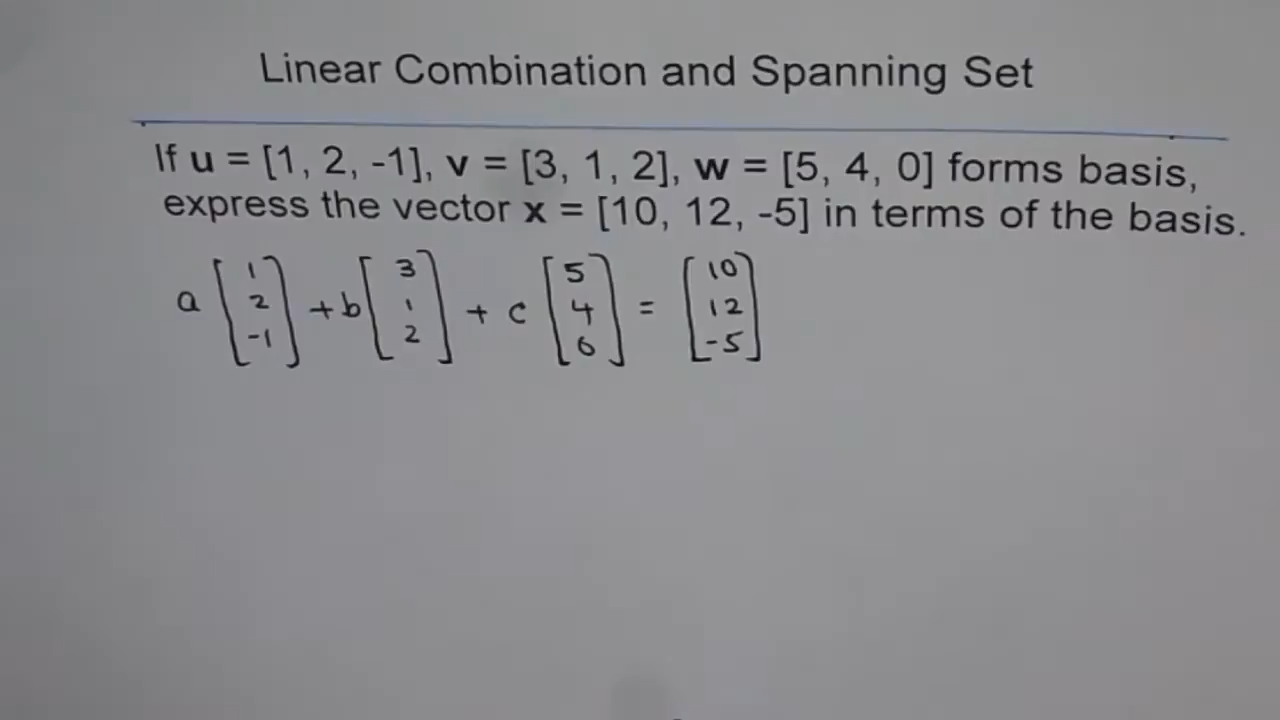 Linear Combination and Spanning Set
If u = [1, 2, -1], v = [3, 1, 2], w = [5, 4, 0] forms basis,
express the vector x = [10, 12, -5] in terms of the basis.
a [1 2 -1] + b [3 1 2] + c [5 4 0] = [10 12 -5]